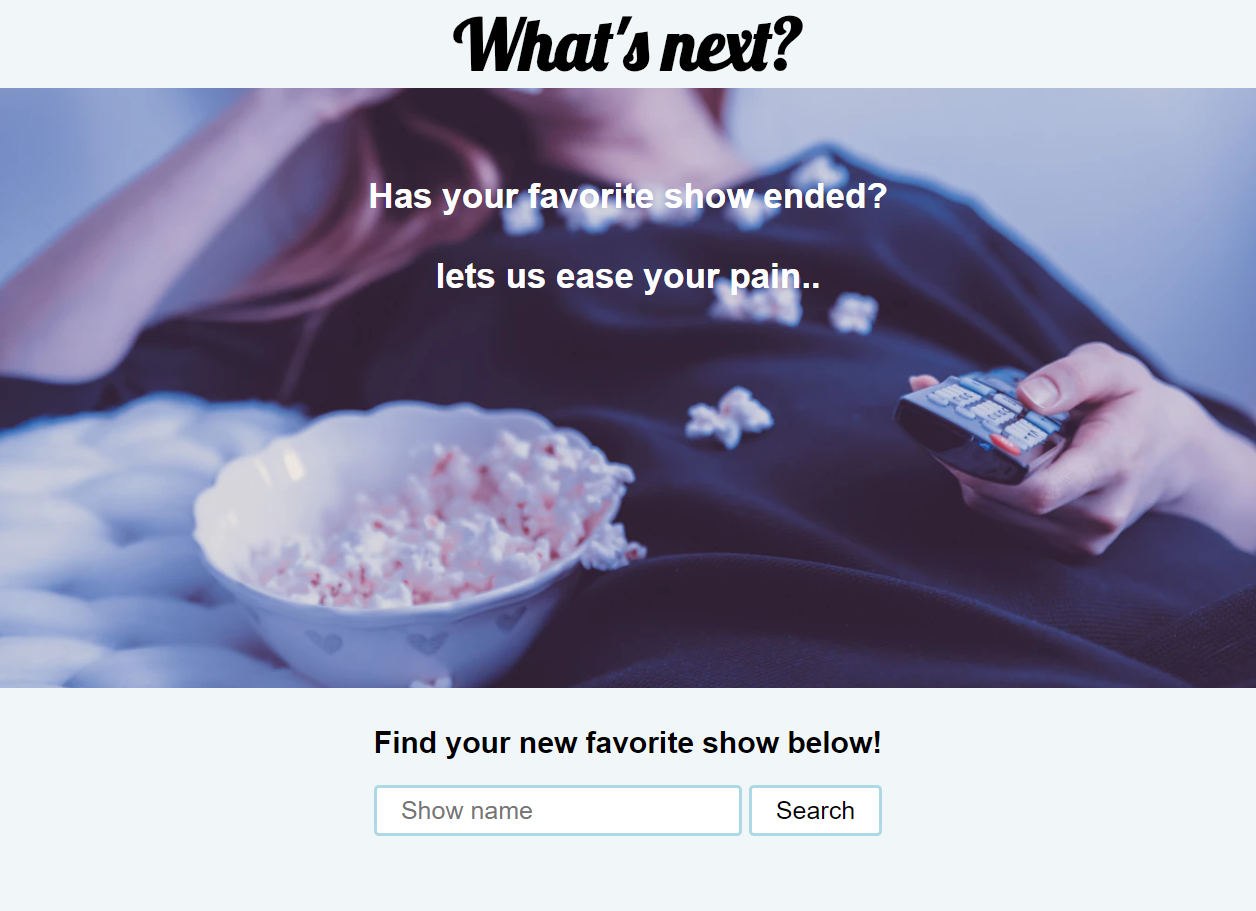 What's next?
Has your favorite show ended?
lets us ease your pain..
Find your new favorite show below!
Show name
Search